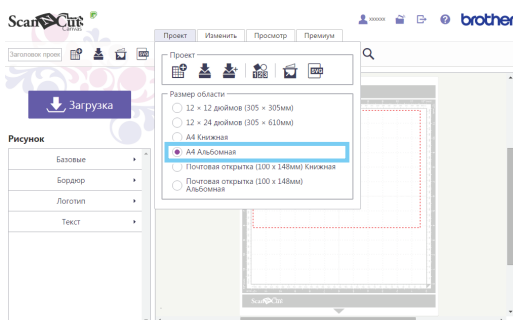 ScanNCut
Canvas
xxxxxx
brother
Проект
Изменить
Просмотр
Премиум
Заголовок проек
Проект
SVG
SVG
Загрузка
Размер области
12 × 12 дюймов (305 × 305мм)
12 × 24 дюймов (305 × 610мм)
A4 Книжная
A4 Альбомная
Почтовая открытка (100 x 148мм) Книжная
Почтовая открытка (100 x 148мм)
Альбомная
Рисунок
Базовые
Бордюр
Логотип
Текст
ScanNCut